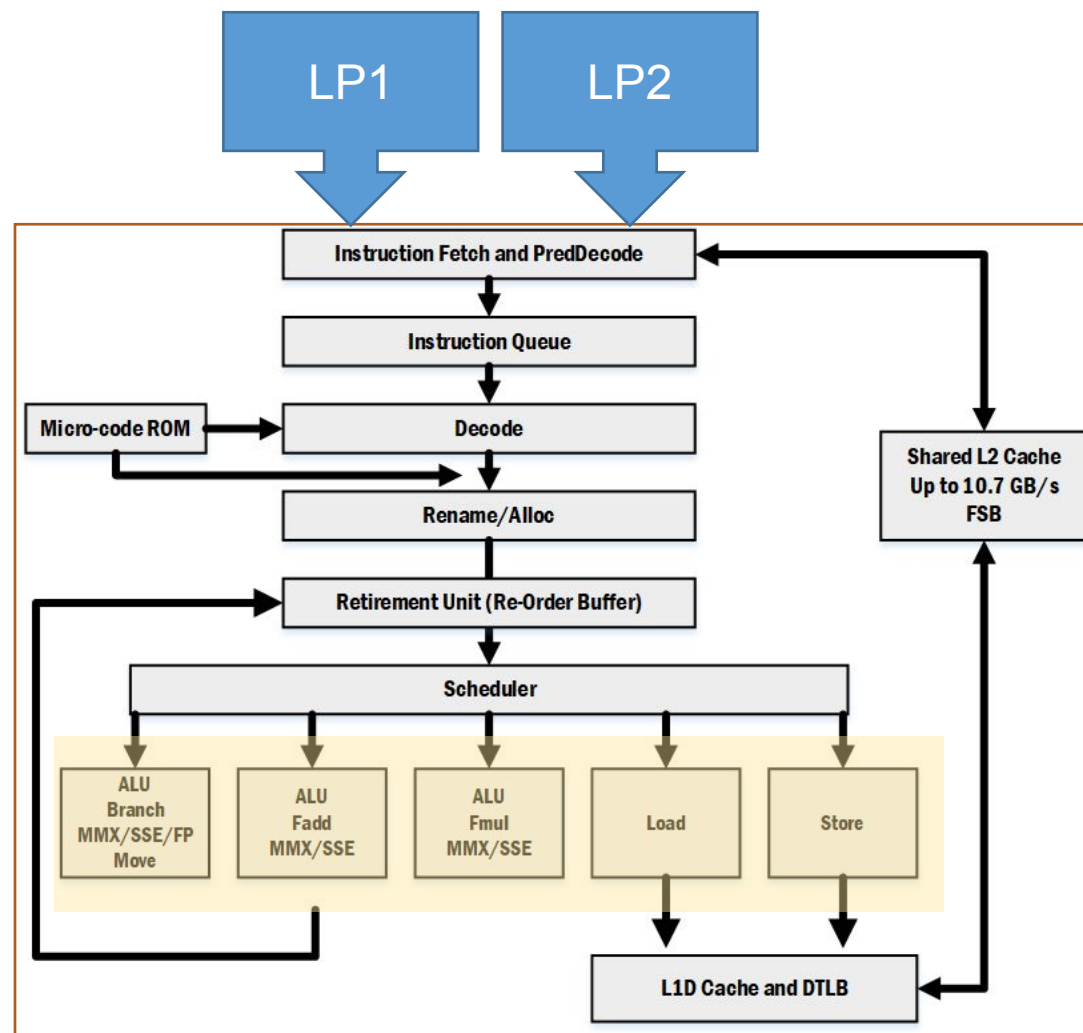 LP1
LP2
Instruction Fetch and PredDecode
Instruction Queue
Micro-code ROM
Decode
Shared L2 Cache
Up to 10.7 GB/s
FSB
Rename/Alloc
Retirement Unit (Re-Order Buffer)
Scheduler
ALU
Branch
MMX/SSE/FP
Move
ALU
Fadd
MMX/SSE
ALU
Fmul
MMX/SSE
Load
Store
L1D Cache and DTLB